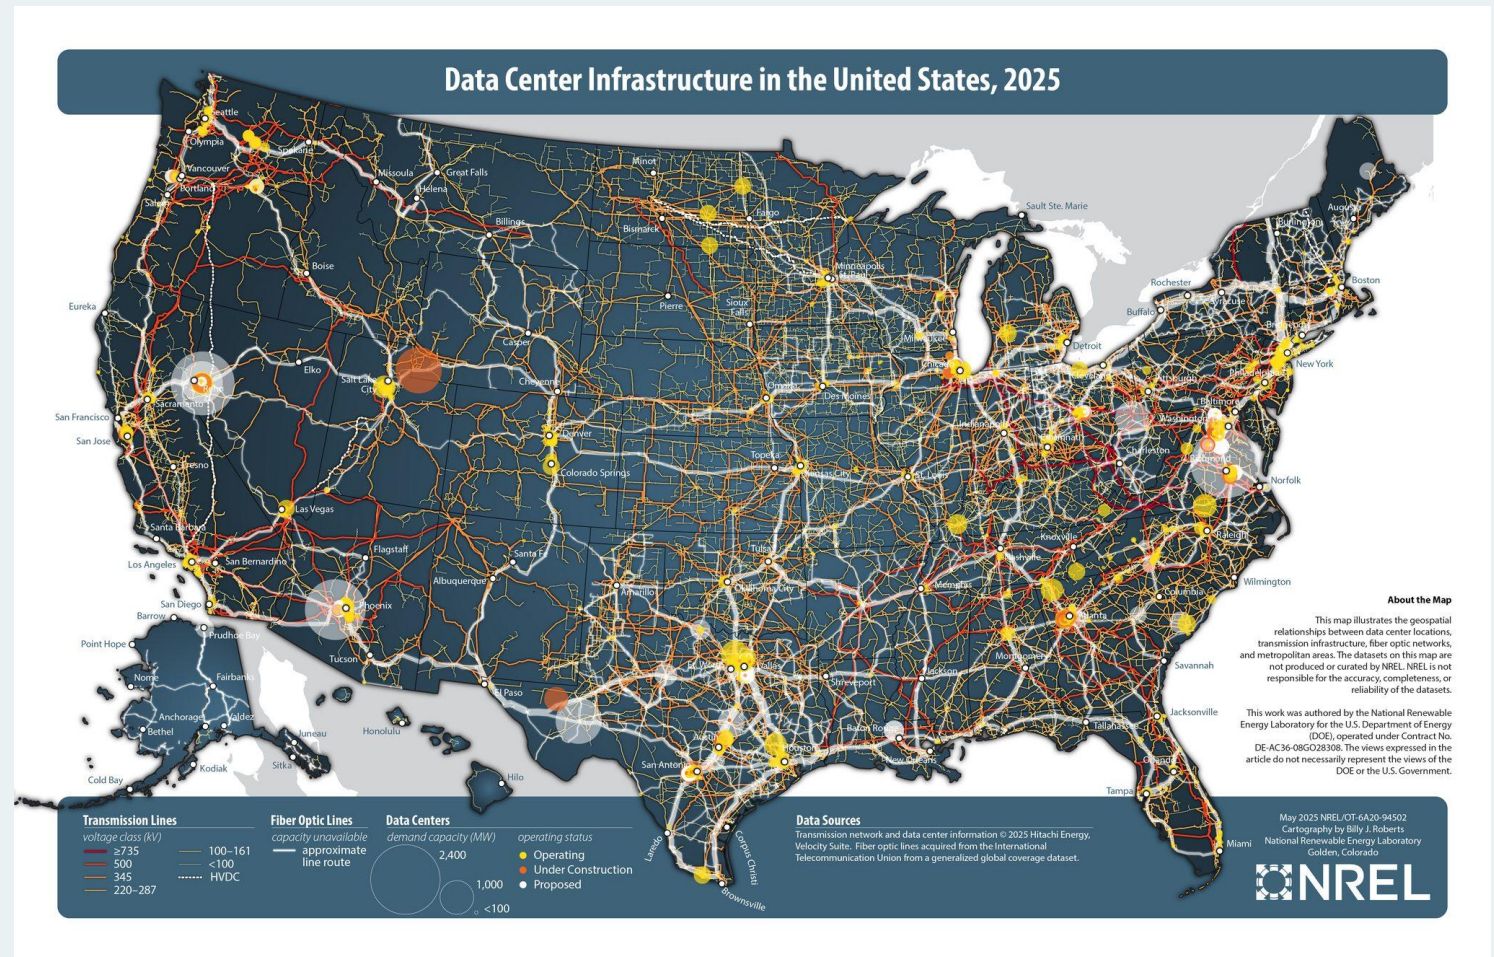 Data Center Infrastructure in the United States, 2025
Seattle
Olympia
Spokane
Vancouver
Portland
Salem
Missoula
Great Falls
Helena
Billings
Boise
Minot
Bismarck
Fargo
Sault Ste. Marie
Minneapolis
St. Paul
Pierre
Sioux
Falls
Augusta
Burlington
Rochester
Syracuse
Buffalo
Boston
Eureka
Elko
Salt Lake
City
Casper
Cheyenne
Omaha
Des Moines
Milwaukee
Chicago
Detroit
Cleveland
Pittsburgh
Philadelphia
New York
Baltimore
Washington
Sacramento
San Francisco
San Jose
Fresno
Las Vegas
Denver
Colorado Springs
Topeka
Kansas City
St. Louis
Indianapolis
Cincinnati
Charleston
Richmond
Norfolk
Santa Barbara
Los Angeles
San Bernardino
San Diego
Flagstaff
Phoenix
Tucson
Santa Fe
Albuquerque
El Paso
Amarillo
Tulsa
Oklahoma City
Memphis
Nashville
Knoxville
Raleigh
Wilmington
Columbia
Atlanta
Savannah
Ft. Worth
Dallas
Shreveport
Jackson
Montgomery
Baton Rouge
New Orleans
Tallahassee
Jacksonville
Orlando
Tampa
Miami
Austin
San Antonio
Houston
Laredo
Corpus Christi
Brownsville
Barrow
Prudhoe Bay
Point Hope
Nome
Fairbanks
Anchorage
Valdez
Bethel
Juneau
Sitka
Kodiak
Cold Bay
Honolulu
Hilo
About the Map
This map illustrates the geospatial
relationships between data center locations,
transmission infrastructure, fiber optic networks,
and metropolitan areas. The datasets on this map are
not produced or curated by NREL. NREL is not
responsible for the accuracy, completeness, or
reliability of the datasets.
This work was authored by the National Renewable
Energy Laboratory for the U.S. Department of Energy
(DOE), operated under Contract No.
DE-AC36-08GO28308. The views expressed in the
article do not necessarily represent the views of the
DOE or the U.S. Government.
Transmission Lines
voltage class (kV)
≥735
500
345
220–287
100–161
<100
HVDC
Fiber Optic Lines
capacity unavailable
approximate
line route
Data Centers
demand capacity (MW)
2,400
1,000
<100
operating status
Operating
Under Construction
Proposed
Data Sources
Transmission network and data center information © 2025 Hitachi Energy,
Velocity Suite. Fiber optic lines acquired from the International
Telecommunication Union from a generalized global coverage dataset.
May 2025 NREL/OT-6A20-94502
Cartography by Billy J. Roberts
National Renewable Energy Laboratory
Golden, Colorado
NREL